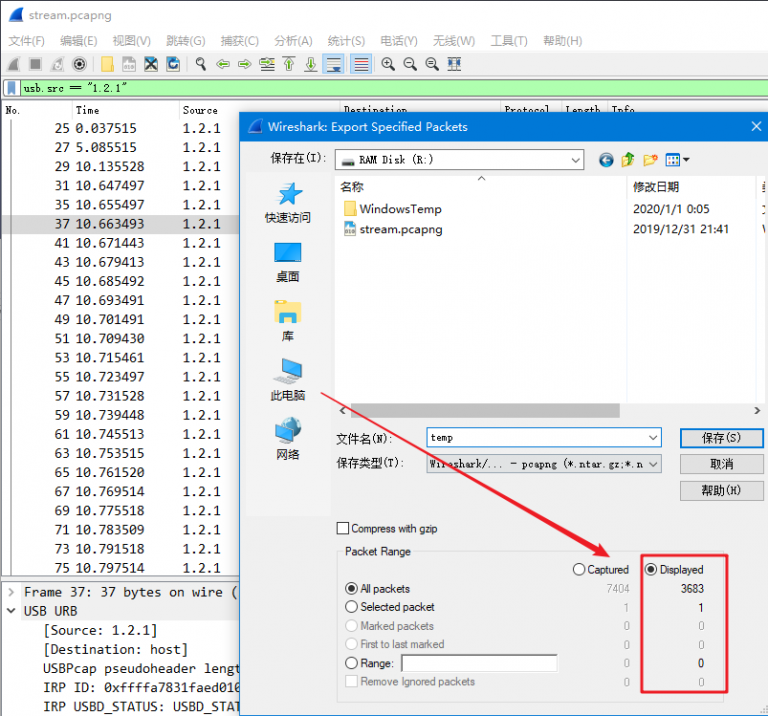 stream.pcapng
文件(F) 编辑(E) 视图(V) 跳转(G) 捕获(C) 分析(A) 统计(S) 电话(Y) 无线(W) 工具(T) 帮助(H)
usb.src == "1.2.1"
No. Time Source Destination Protocol Length Info
25 0.037515 1.2.1
27 5.085515 1.2.1
29 10.135528 1.2.1
31 10.647497 1.2.1
35 10.655497 1.2.1
37 10.663493 1.2.1
41 10.671443 1.2.1
43 10.679413 1.2.1
45 10.685492 1.2.1
47 10.693491 1.2.1
49 10.701491 1.2.1
51 10.709430 1.2.1
53 10.715461 1.2.1
55 10.723497 1.2.1
57 10.731528 1.2.1
59 10.739448 1.2.1
61 10.745513 1.2.1
63 10.753515 1.2.1
65 10.761520 1.2.1
67 10.769514 1.2.1
69 10.775518 1.2.1
71 10.783509 1.2.1
73 10.791518 1.2.1
75 10.797514 1.2.1
Frame 37: 37 bytes on wire (
USB URB
[Source: 1.2.1]
[Destination: host]
USBPcap pseudoheader lengt
IRP ID: 0xffffa7831faed010
IRP USBD_STATUS: USBD_STA
Wireshark: Export Specified Packets
保存在(I): RAM Disk (R:)
名称 修改日期
WindowsTemp 2020/1/1 0:05
stream.pcapng 2019/12/31 21:41
快速访问
桌面
库
此电脑
网络
文件名(N): temp 保存(S)
保存类型(T): Wireshark/... - pcapng (*.ntar.gz;*.n 取消
帮助(H)
Compress with gzip
Packet Range
Captured Displayed
All packets 7404 3683
Selected packet 1 1
Marked packets 0 0
First to last marked 0 0
Range: 0 0
Remove Ignored packets 0 0